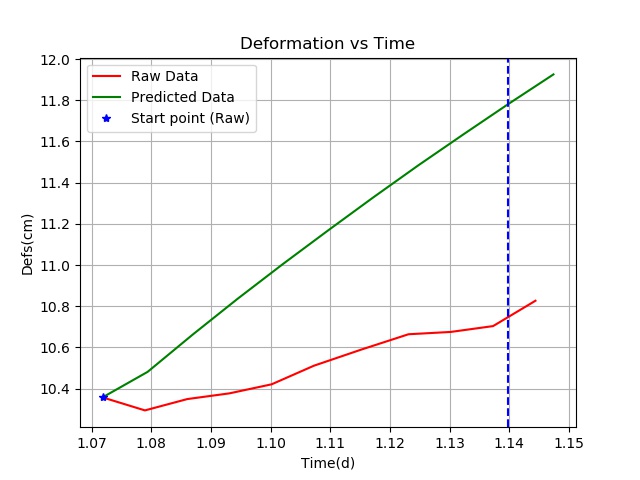 Deformation vs Time
Raw Data
Predicted Data
Start point (Raw)
Defs(cm)
12.0
11.8
11.6
11.4
11.2
11.0
10.8
10.6
10.4
1.07 1.08 1.09 1.10 1.11 1.12 1.13 1.14 1.15
Time(d)